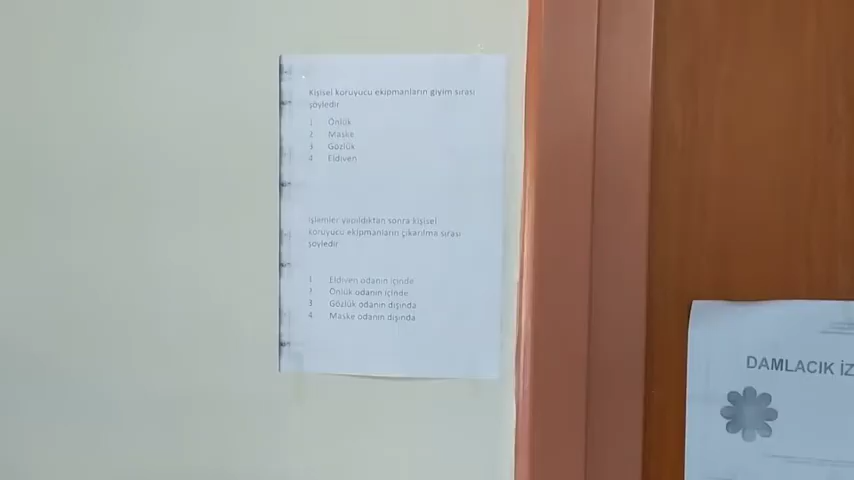 Kişisel koruyucu ekipmanların giyim sırası
şöyledir
1 Önlük
2 Maske
3 Gözlük
4 Eldiven
İşlemler yapıldıktan sonra kişisel
koruyucu ekipmanların çıkarılma sırası
şöyledir
1 Eldiven odanın içinde
2 Önlük odanın içinde
3 Gözlük odanın dışında
4 Maske odanın dışında
DAMLACIK İZ